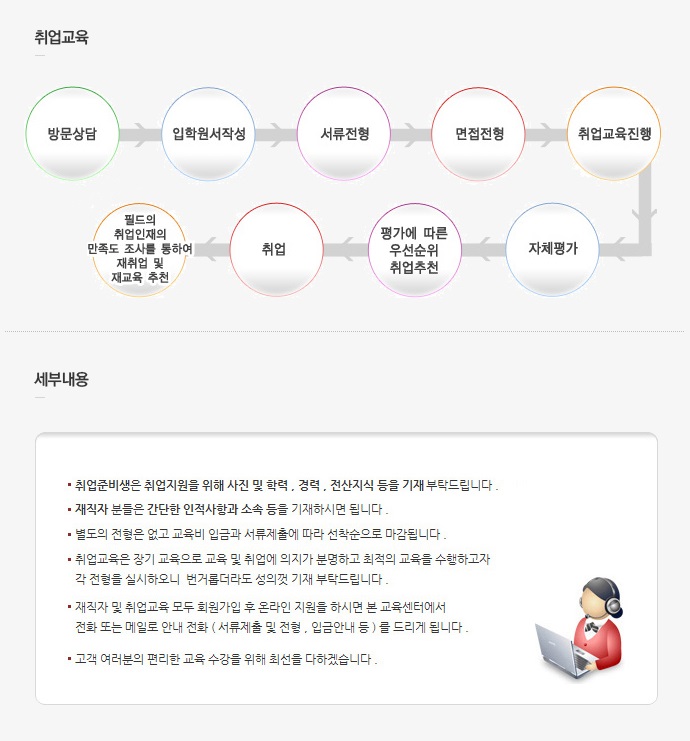 취업교육
방문상담
입학원서작성
서류전형
면접전형
취업교육진행
자체평가
평가에 따른
우선순위
취업추천
취업
필드의
취업인재의
만족도 조사를 통하여
재취업 및
재교육 추천
세부내용
취업준비생은 취업지원을 위해 사진 및 학력 , 경력 , 전산지식 등을 기재 부탁드립니다 .
재직자 분들은 간단한 인적사항과 소속 등을 기재하시면 됩니다 .
별도의 전형은 없고 교육비 입금과 서류제출에 따라 선착순으로 마감됩니다 .
취업교육은 장기 교육으로 교육 및 취업에 의지가 분명하고 최적의 교육을 수행하고자
각 전형을 실시하오니 번거롭더라도 성의껏 기재 부탁드립니다 .
재직자 및 취업교육 모두 회원가입 후 온라인 지원을 하시면 본 교육센터에서
전화 또는 메일로 안내 전화 ( 서류제출 및 전형 , 입금안내 등 ) 를 드리게 됩니다 .
고객 여러분의 편리한 교육 수강을 위해 최선을 다하겠습니다 .